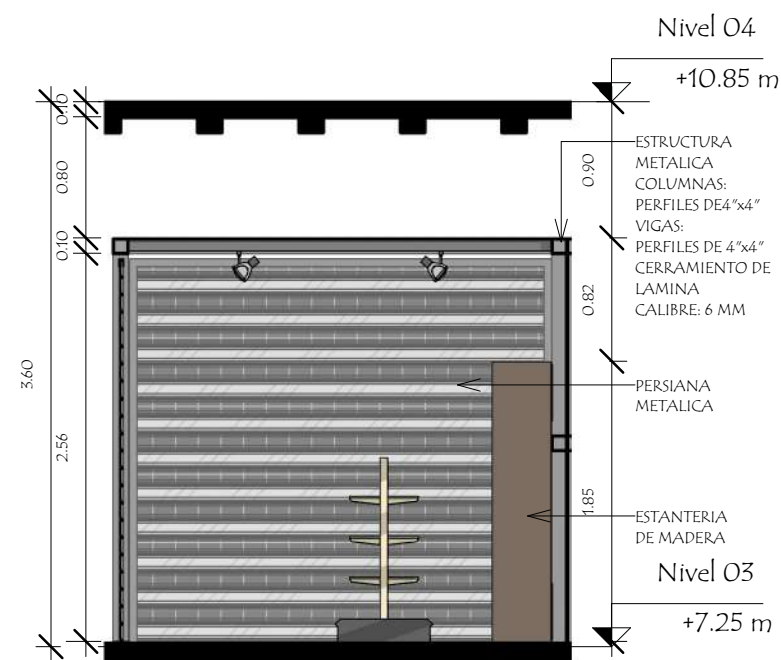 Nivel 04
+10.85 m
0.10
0.80
0.10
3.60
2.56
0.90
0.82
1.85
ESTRUCTURA
METALICA
COLUMNAS:
PERFILES DE4"x4"
VIGAS:
PERFILES DE 4"x4"
CERRAMIENTO DE
LAMINA
CALIBRE: 6 MM
PERSIANA
METALICA
ESTANTERIA
DE MADERA
Nivel 03
+7.25 m